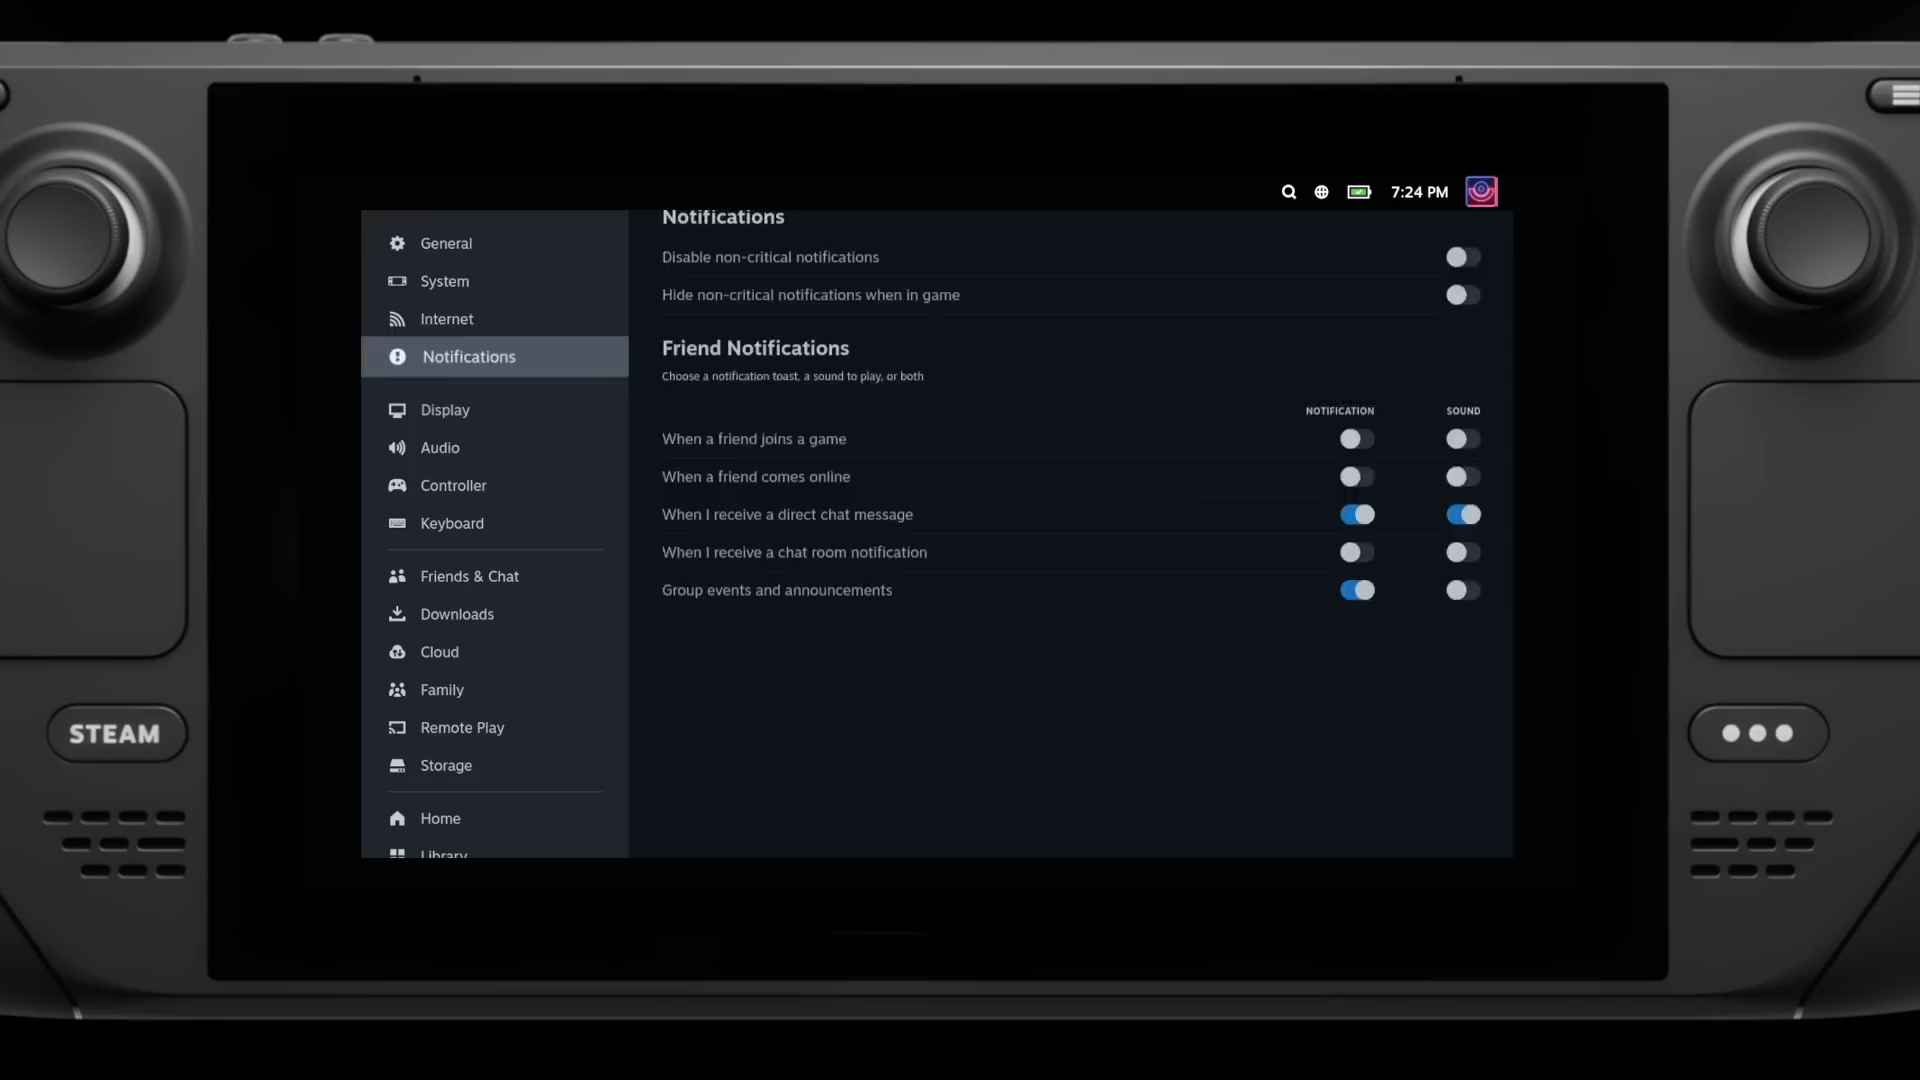 7:24 PM
General
System
Internet
Notifications
Display
Audio
Controller
Keyboard
Friends & Chat
Downloads
Cloud
Family
Remote Play
Storage
Home
Library
Notifications
Disable non-critical notifications
Hide non-critical notifications when in game
Friend Notifications
Choose a notification toast, a sound to play, or both
NOTIFICATION SOUND
When a friend joins a game
When a friend comes online
When I receive a direct chat message
When I receive a chat room notification
Group events and announcements
STEAM